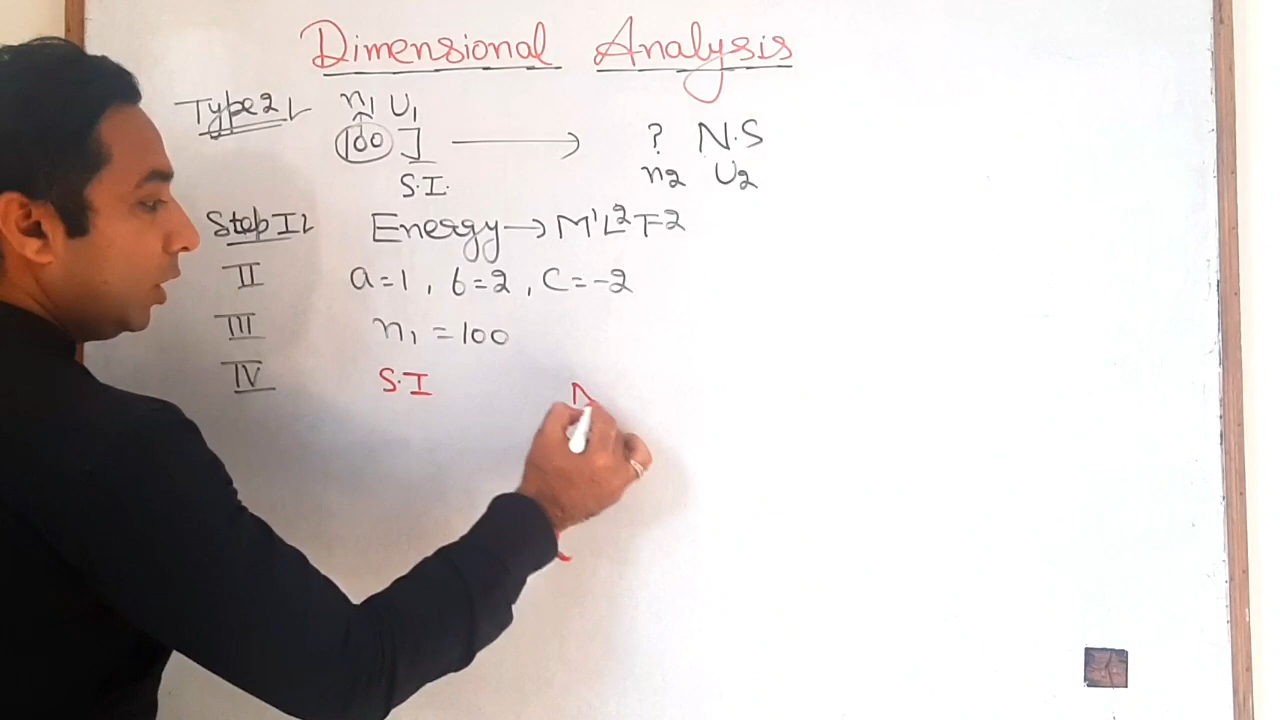 Dimensional Analysis
Type 2 n₁ U₁
100 J ⟶ ? N.S
S.I. n₂ U₂
Step I Energy → M¹L²T⁻²
II a = 1, b = 2, c = -2
III n₁ = 100
IV S.I N